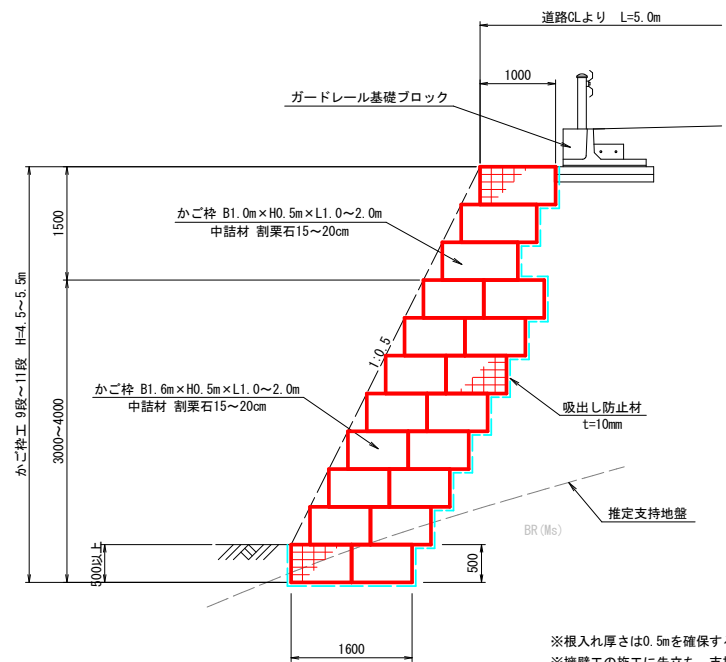 道路CLより L=5.0m
1000
ガードレール基礎ブロック
かご枠 B1.0m×H0.5m×L1.0~2.0m
中詰材 割栗石15~20cm
1500
1:0.5
かご枠工 9段~11段 H=4.5~5.5m
3000~4000
かご枠 B1.6m×H0.5m×L1.0~2.0m
中詰材 割栗石15~20cm
吸出し防止材
t=10mm
推定支持地盤
BR(Ms)
500以上
500
1600
※根入れ厚さは0.5mを確保す